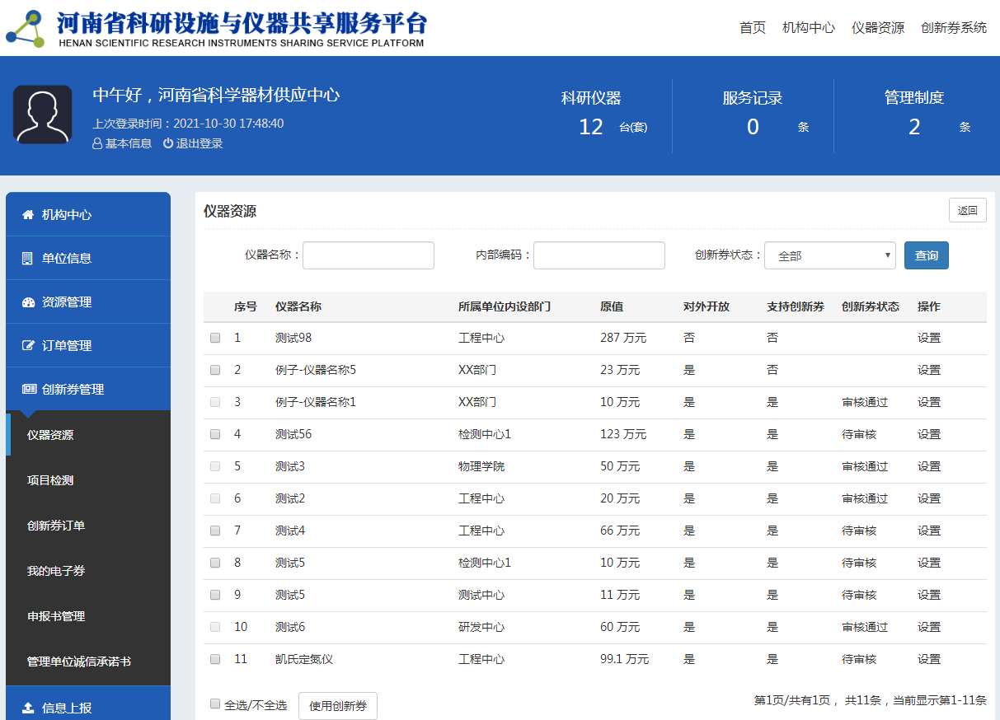 河南省科研设施与仪器共享服务平台
HENAN SCIENTIFIC RESEARCH INSTRUMENTS SHARING SERVICE PLATFORM
首页 机构中心 仪器资源 创新券系统
中午好，河南省科学器材供应中心
上次登录时间：2021-10-30 17:48:40
基本信息 退出登录
科研仪器
12 台(套)
服务记录
0 条
管理制度
2 条
机构中心
单位信息
资源管理
订单管理
创新券管理
仪器资源
项目检测
创新券订单
我的电子券
申报书管理
管理单位诚信承诺书
信息上报
仪器资源 返回
仪器名称： 内部编码： 创新券状态： 全部 查询
序号 仪器名称 所属单位内设部门 原值 对外开放 支持创新券 创新券状态 操作
1 测试98 工程中心 287 万元 否 否 设置
2 例子-仪器名称5 XX部门 23 万元 是 否 设置
3 例子-仪器名称1 XX部门 10 万元 是 是 审核通过 设置
4 测试56 检测中心1 123 万元 是 是 待审核 设置
5 测试3 物理学院 50 万元 是 是 审核通过 设置
6 测试2 工程中心 20 万元 是 是 审核通过 设置
7 测试4 工程中心 66 万元 是 是 待审核 设置
8 测试5 检测中心1 10 万元 是 是 待审核 设置
9 测试5 测试中心 11 万元 是 是 待审核 设置
10 测试6 研发中心 60 万元 是 是 审核通过 设置
11 凯氏定氮仪 工程中心 99.1 万元 是 是 待审核 设置
全选/不全选 使用创新券 第1页/共有1页， 共11条，当前显示第1-11条